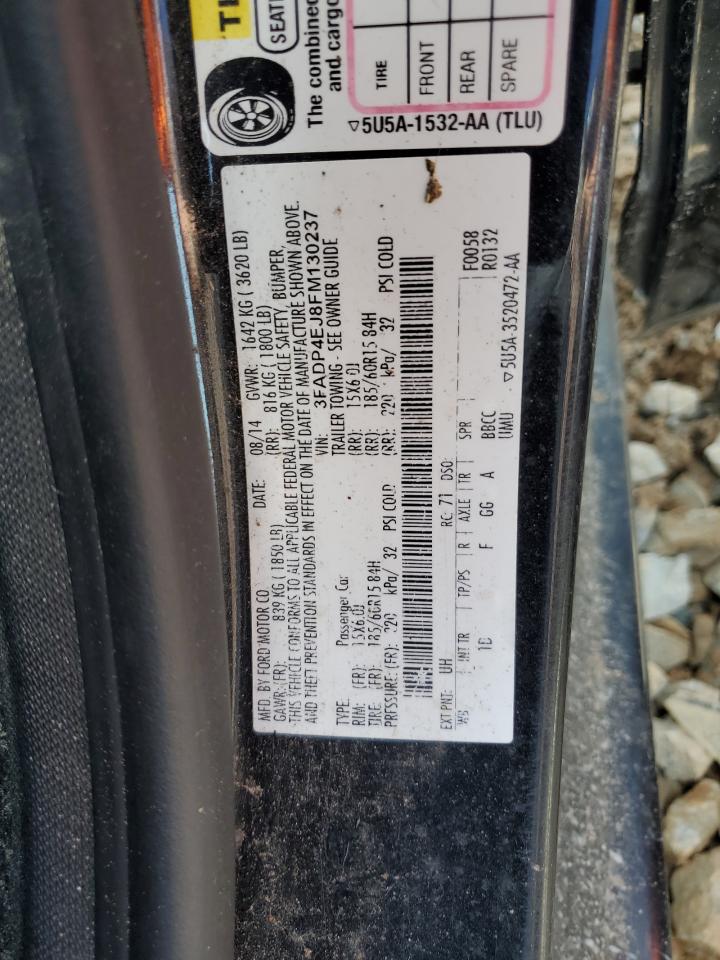 SEATI
The combined
and cargo
TIRE
FRONT
REAR
SPARE
▽5U5A-1532-AA (TLU)
MFD BY FORD MOTOR CO.
DATE: 08/14 GVWR: 1642 KG ( 3620 LB)
GAWR:(FR): 839 KG (1850 LB) (RR): 816 KG (1800 LB)
THIS VEHICLE CONFORMS TO ALL APPLICABLE FEDERAL MOTOR VEHICLE SAFETY, BUMPER,
AND THEFT PREVENTION STANDARDS IN EFFECT ON THE DATE OF MANUFACTURE SHOWN ABOVE.
VIN: 3FADP4EJ8FM130237
TYPE: Passenger Car TRAILER TOWING - SEE OWNER GUIDE
RIM: (FR): 15X6.0J (RR): 15X6.0J
TIRE: (FR): 185/60R15 84H (RR): 185/60R15 84H
PRESSURE: (FR): 220 kPa/ 32 PSI COLD (RR): 220 kPa/ 32 PSI COLD
EXT PNT: UH RC: 71 DSO: F0058
WB INT TR TP/PS R AXLE TR SPR R0132
1D F GG A BBCC
UMU ▽5U5A-3520472-AA